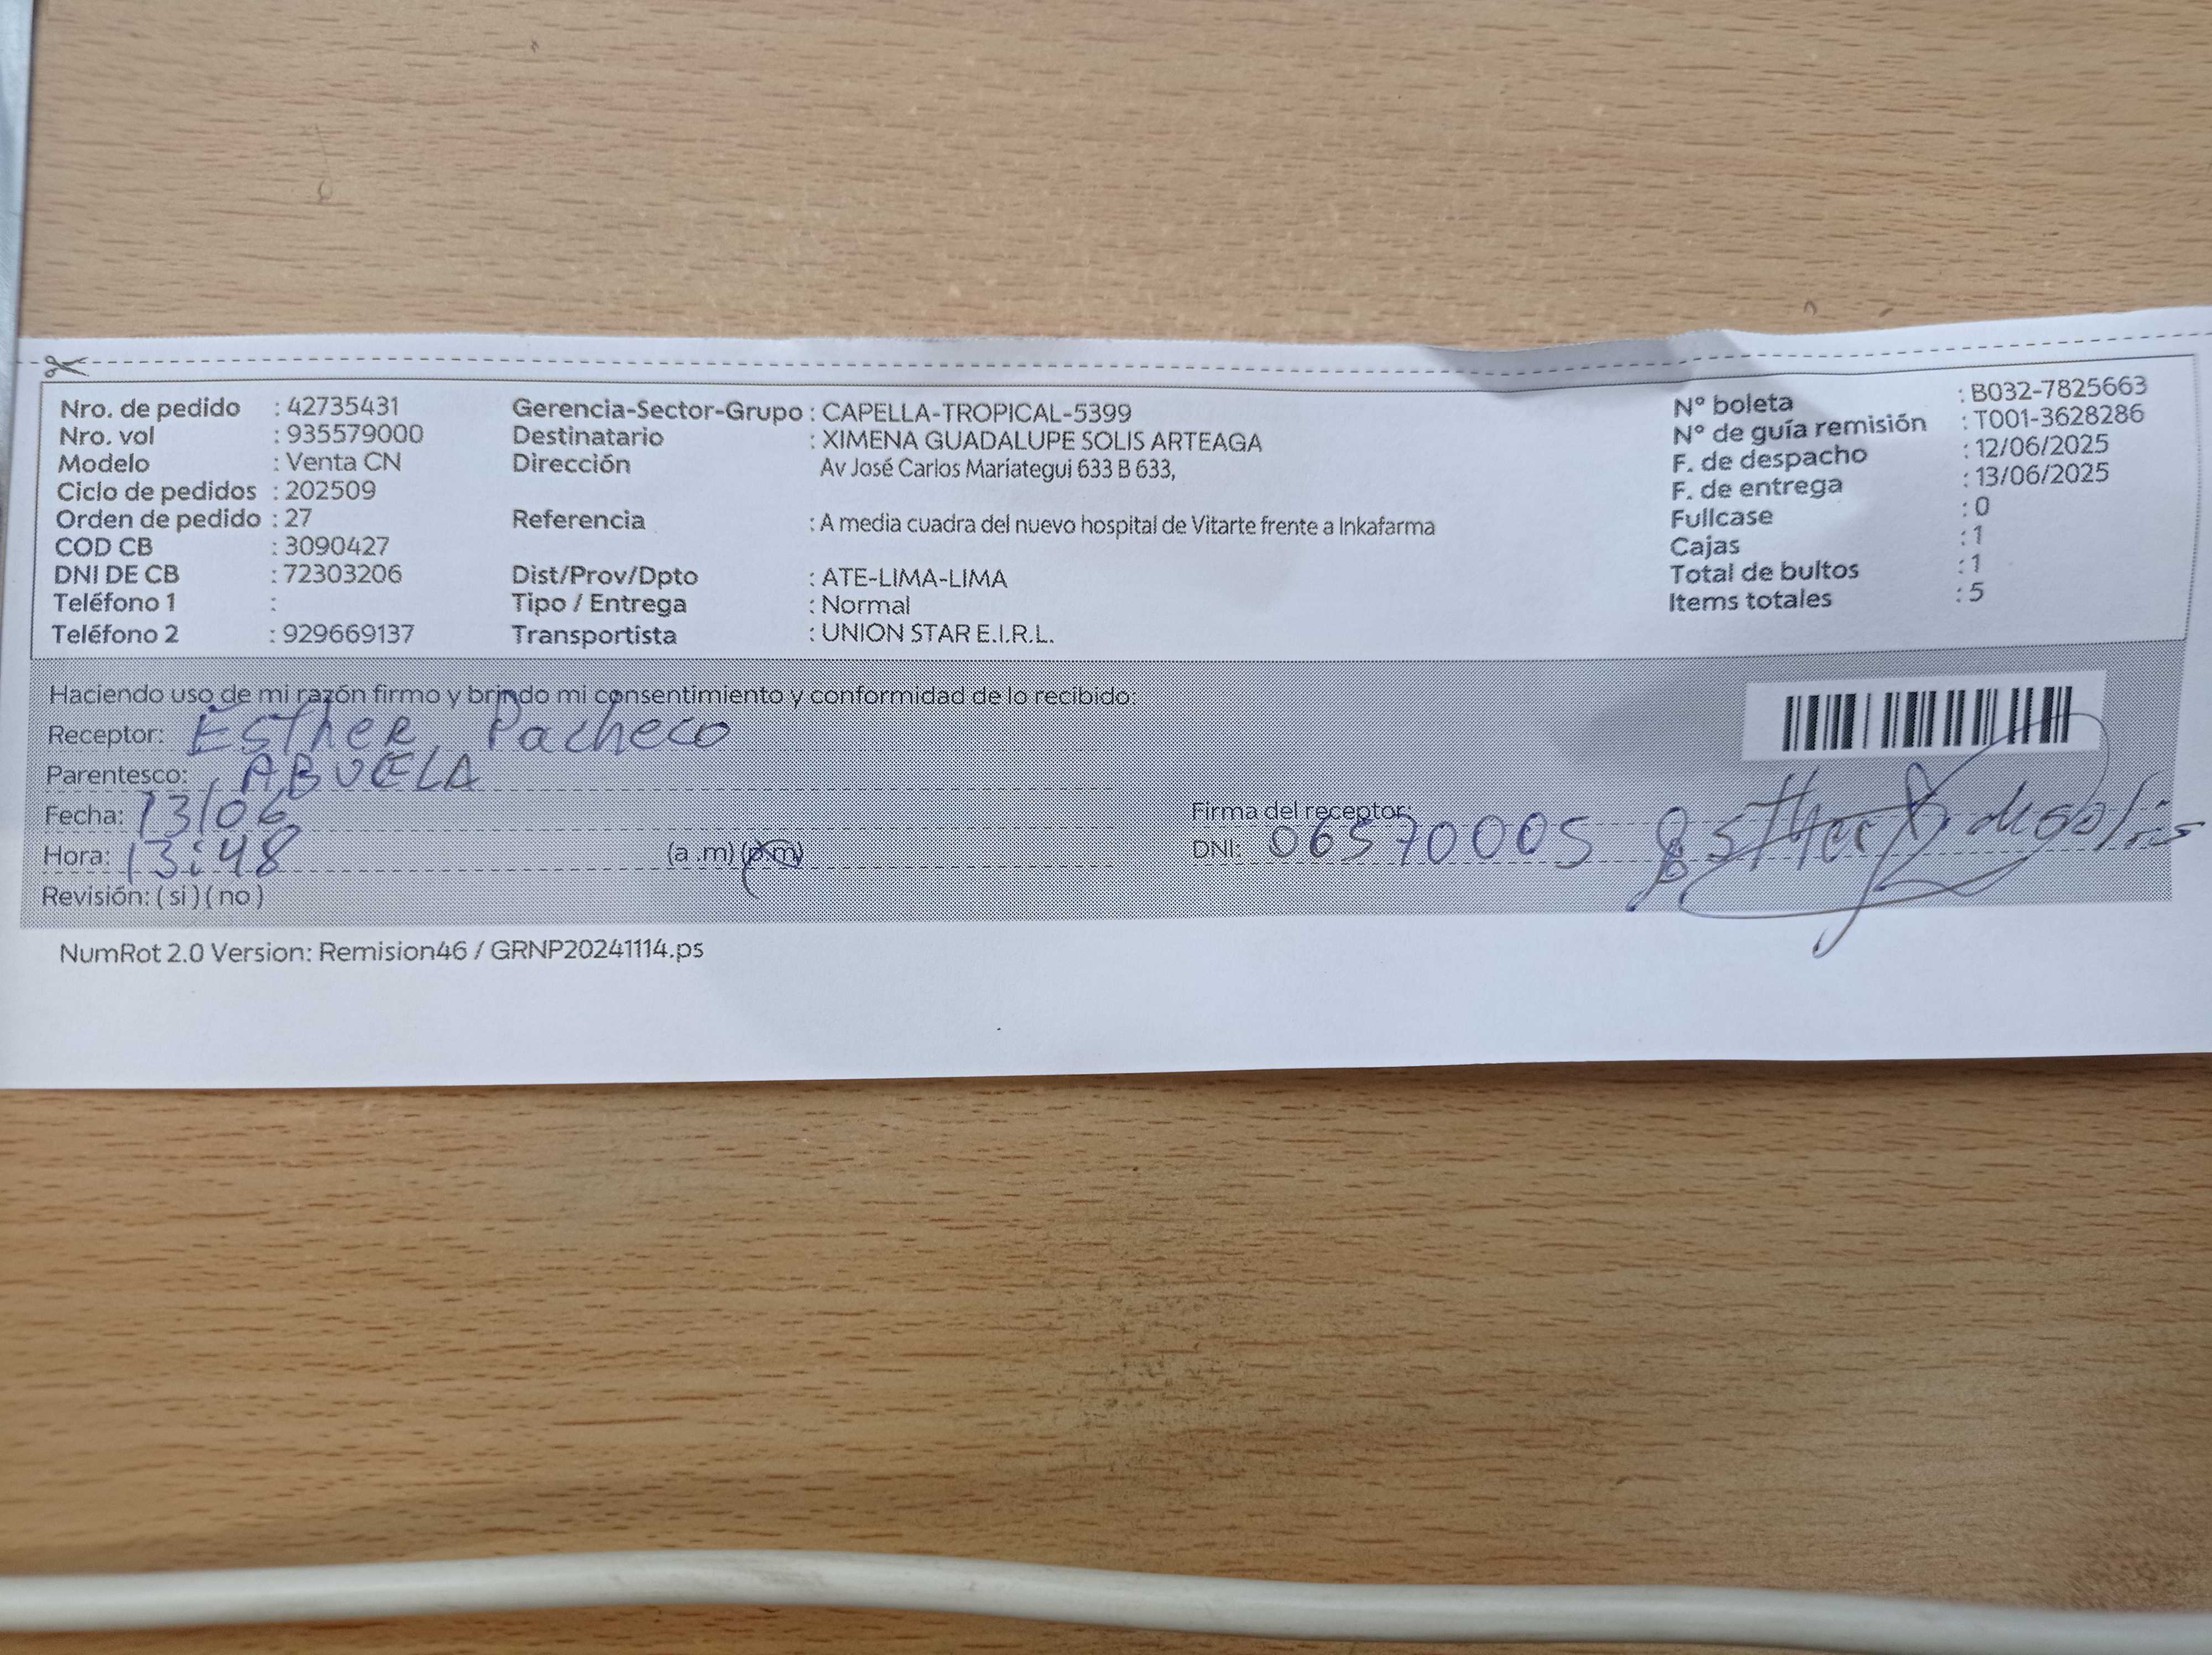 Nro. de pedido : 42735431
Nro. vol : 935579000
Modelo : Venta CN
Ciclo de pedidos : 202509
Orden de pedido : 27
COD CB : 3090427
DNI DE CB : 72303206
Teléfono 1 :
Teléfono 2 : 929669137
Gerencia-Sector-Grupo : CAPELLA-TROPICAL-5399
Destinatario : XIMENA GUADALUPE SOLIS ARTEAGA
Dirección Av José Carlos Mariategui 633 B 633,
Referencia : A media cuadra del nuevo hospital de Vitarte frente a Inkafarma
Dist/Prov/Dpto : ATE-LIMA-LIMA
Tipo / Entrega : Normal
Transportista : UNION STAR E.I.R.L.
N° boleta : B032-7825663
N° de guía remisión : T001-3628286
F. de despacho : 12/06/2025
F. de entrega : 13/06/2025
Fullcase : 0
Cajas : 1
Total de bultos : 1
Items totales : 5
Haciendo uso de mi razón firmo y brindo mi consentimiento y conformidad de lo recibido:
Receptor: Esther Pacheco
Parentesco: ABUELA
Fecha: 13/06
Hora: 13:48 (a .m) (p.m)
Revisión: ( si ) ( no )
Firma del receptor: Esther de solis
DNI: 06570005
NumRot 2.0 Version: Remision46 / GRNP20241114.ps